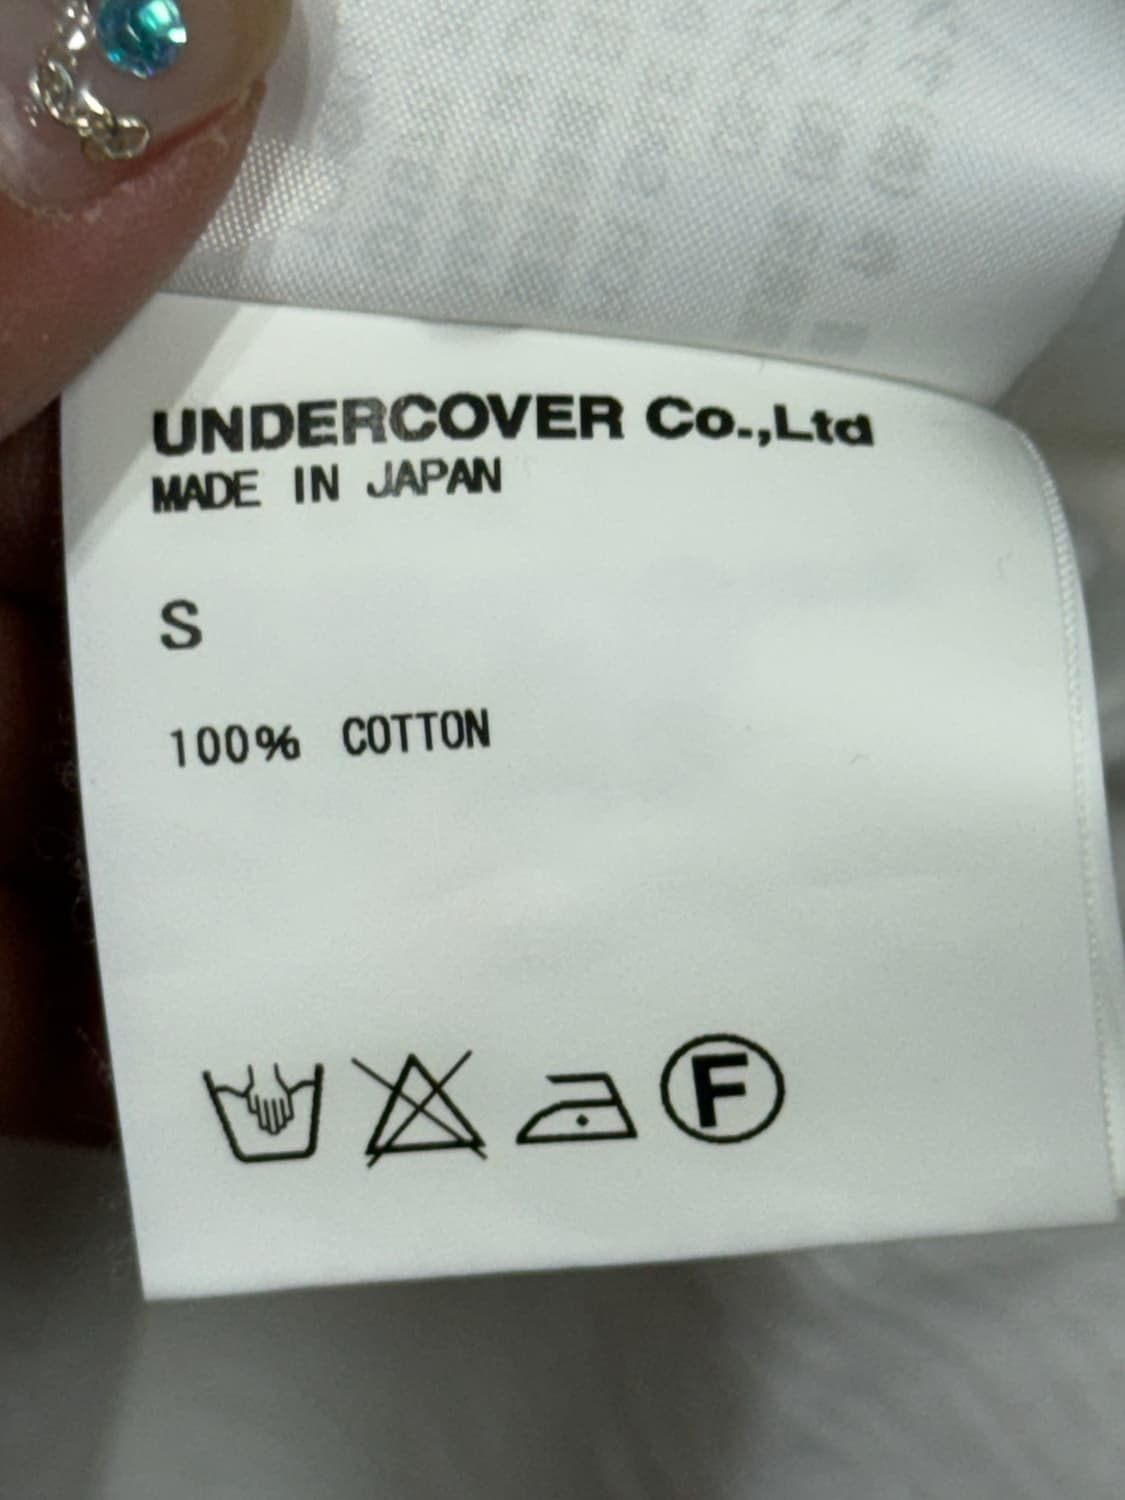 UNDERCOVER Co.,Ltd
MADE IN JAPAN
S
100% COTTON
F